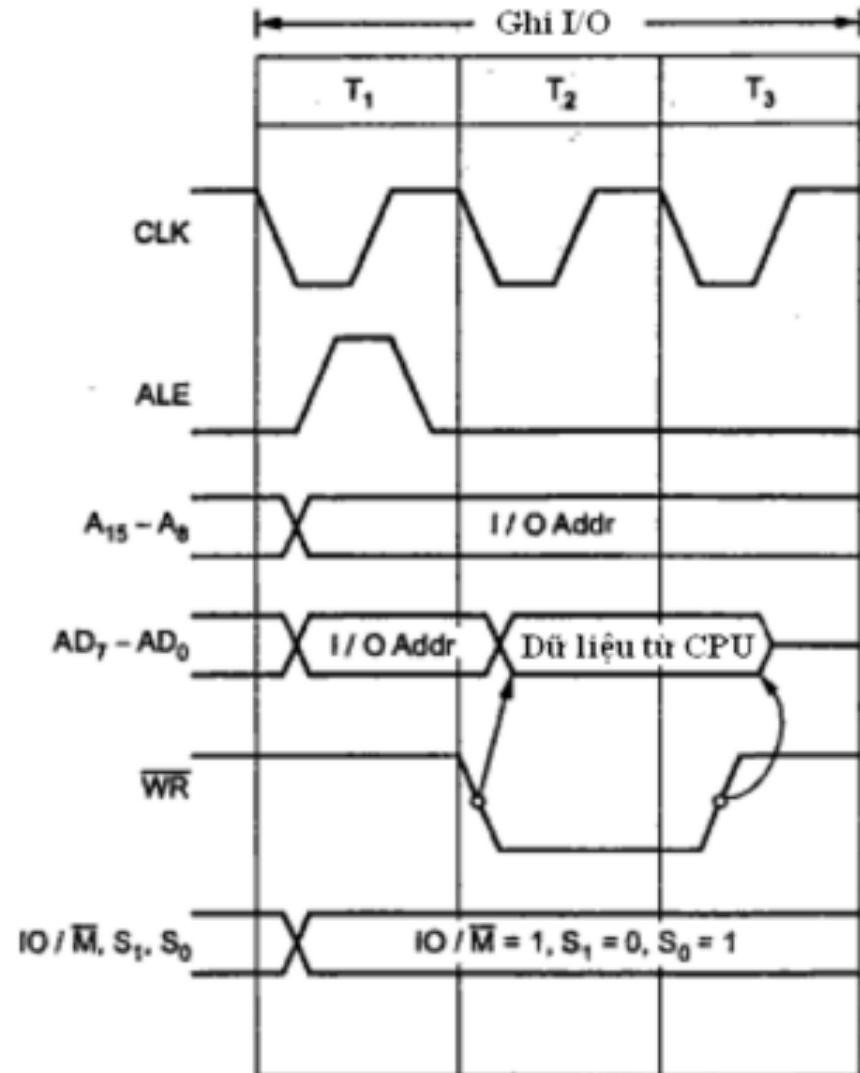 Ghi I/O
T₁ T₂ T₃
CLK
ALE
A₁₅ – A₈ I / O Addr
AD₇ – AD₀ I / O Addr Dữ liệu từ CPU
W̅R̅
IO / M̅, S₁, S₀ IO / M̅ = 1, S₁ = 0, S₀ = 1